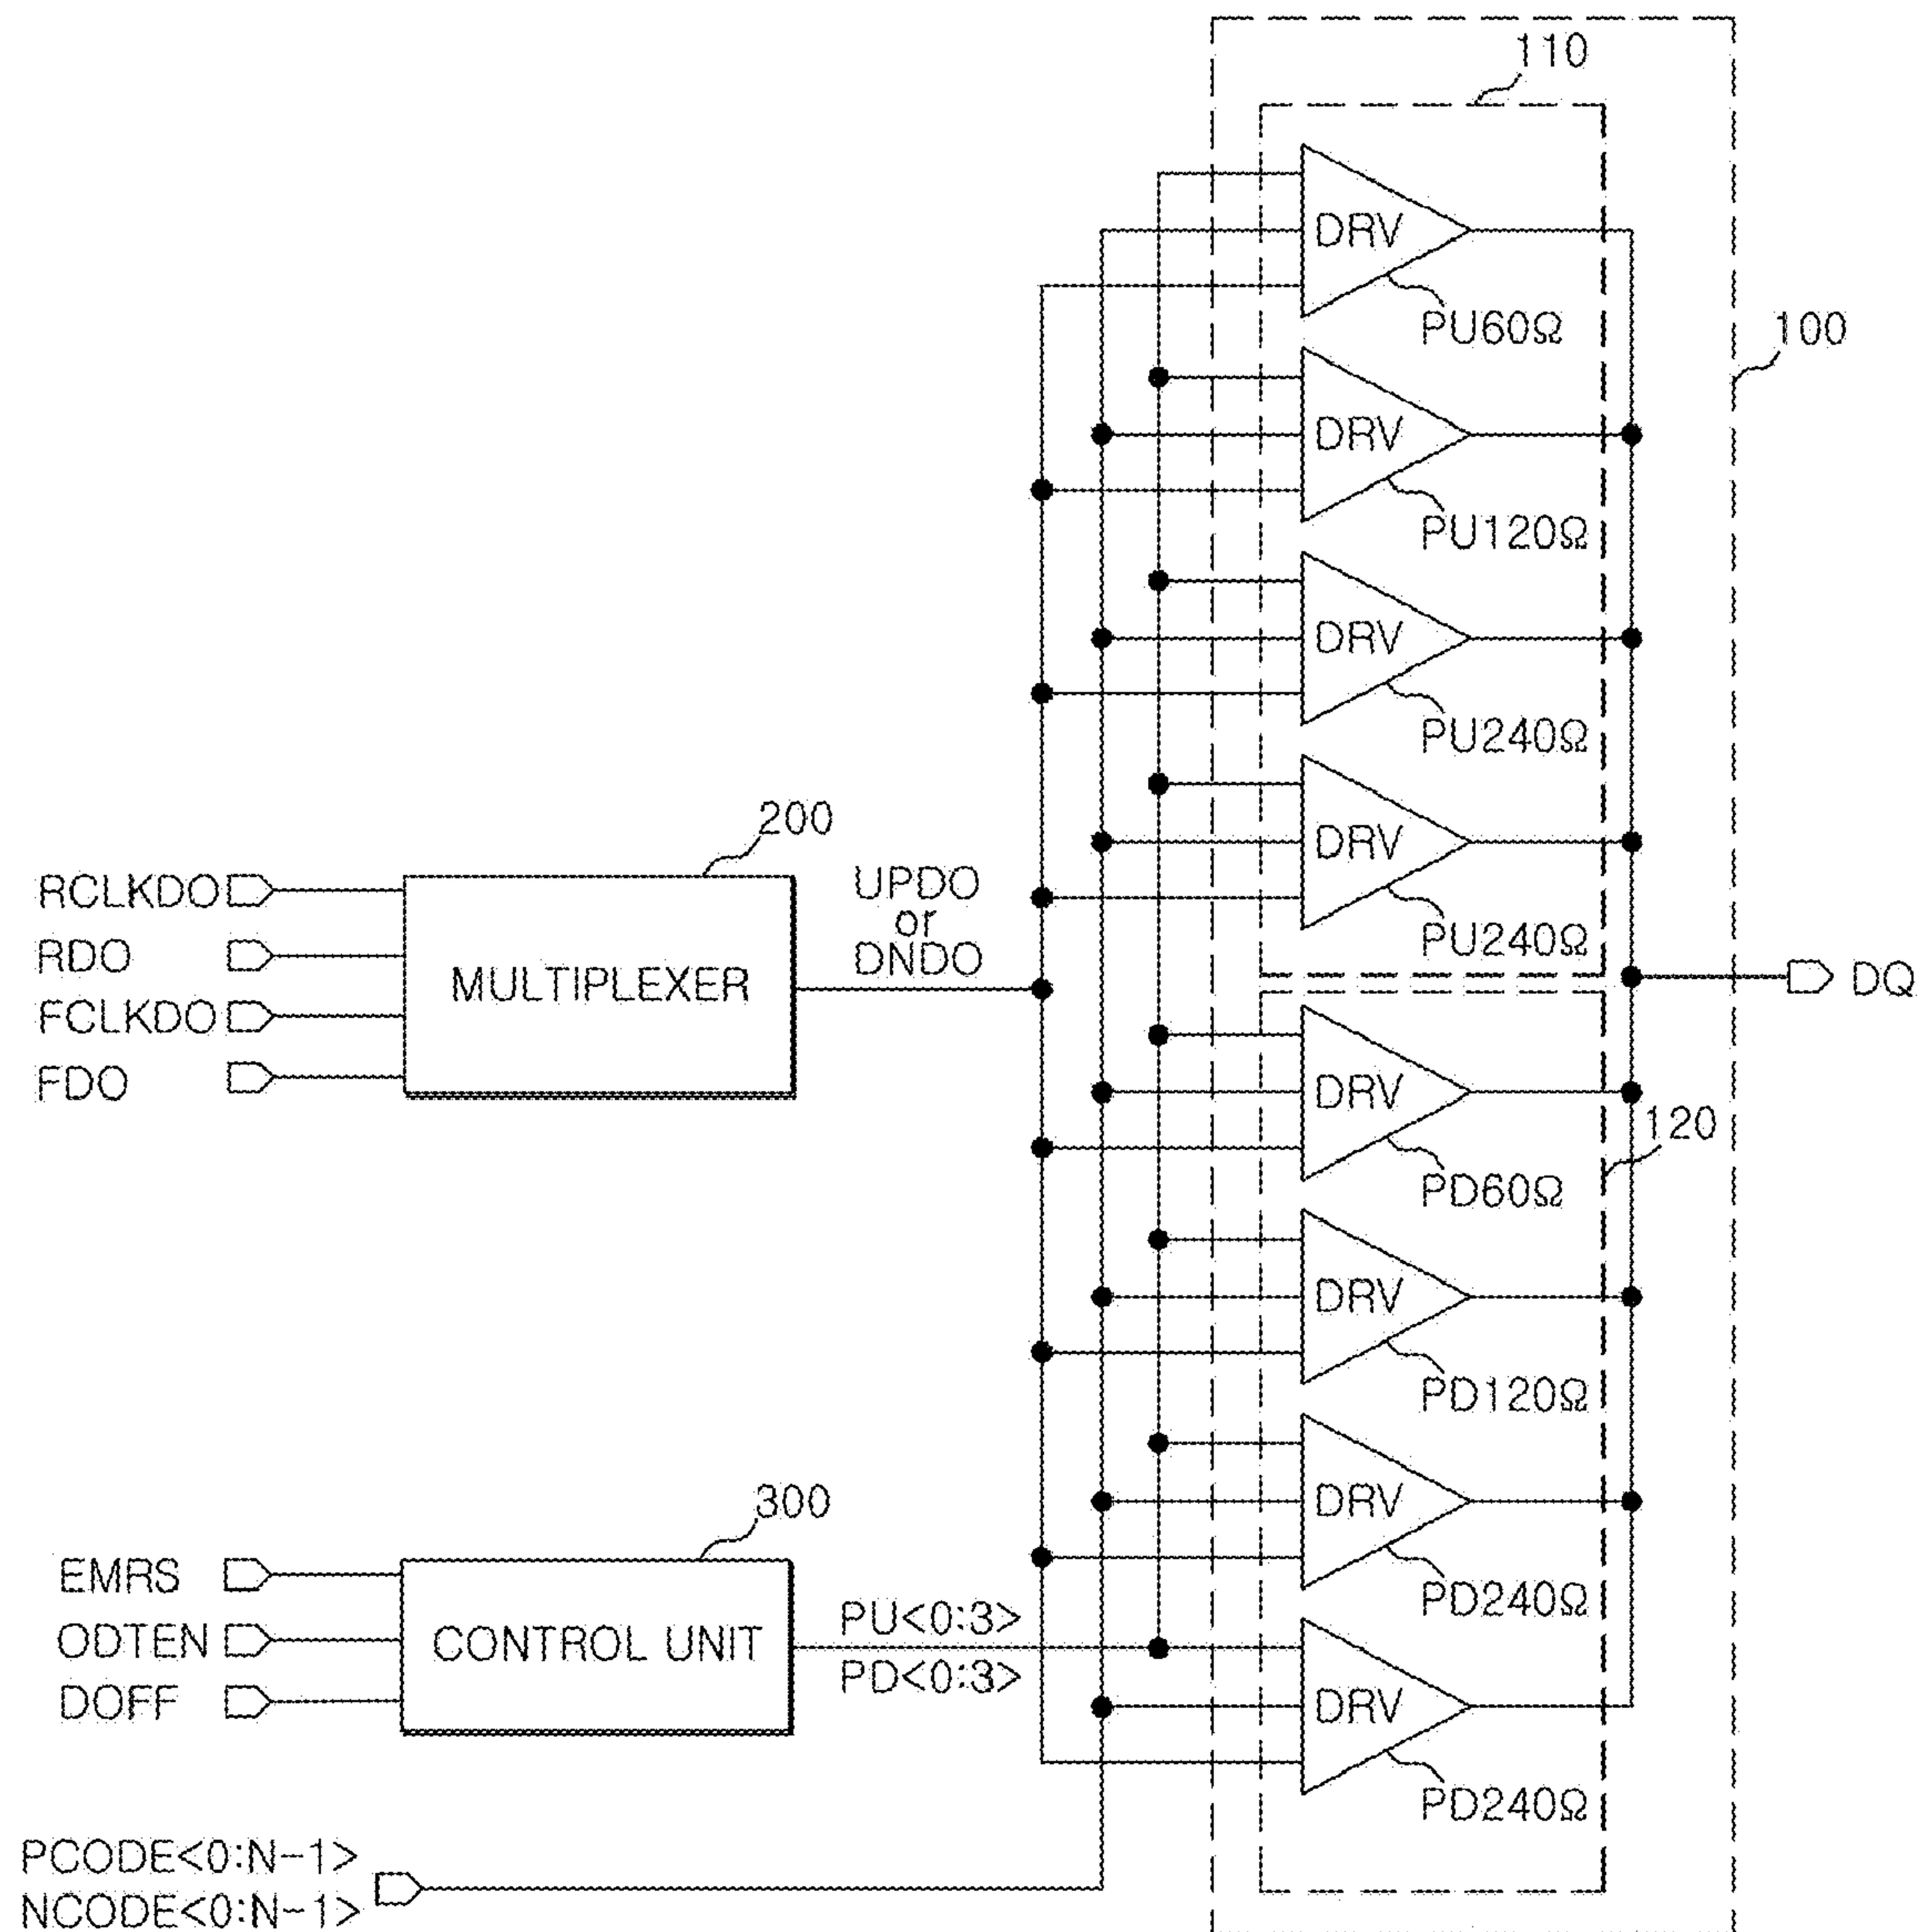 110
DRV
PU60Ω
100
DRV
PU120Ω
DRV
PU240Ω
DRV
PU240Ω
200
RCLKDO
RDO
FCLKDO
FDO
MULTIPLEXER
UPDO
or
DNDO
DQ
DRV
120
PD60Ω
DRV
PD120Ω
DRV
PD240Ω
300
EMRS
ODTEN
DOFF
CONTROL UNIT
PU<0:3>
PD<0:3>
DRV
PD240Ω
PCODE<0:N-1>
NCODE<0:N-1>